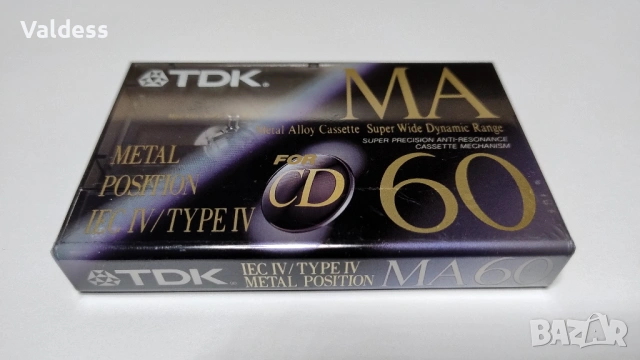 Valdess
TDK
MA
Metal Alloy Cassette Super Wide Dynamic Range
SUPER PRECISION ANTI-RESONANCE
CASSETTE MECHANISM
METAL
POSITION
IEC IV/TYPE IV
FOR
CD
60
TDK
IEC IV/TYPE IV
METAL POSITION
MA60
BAZAR